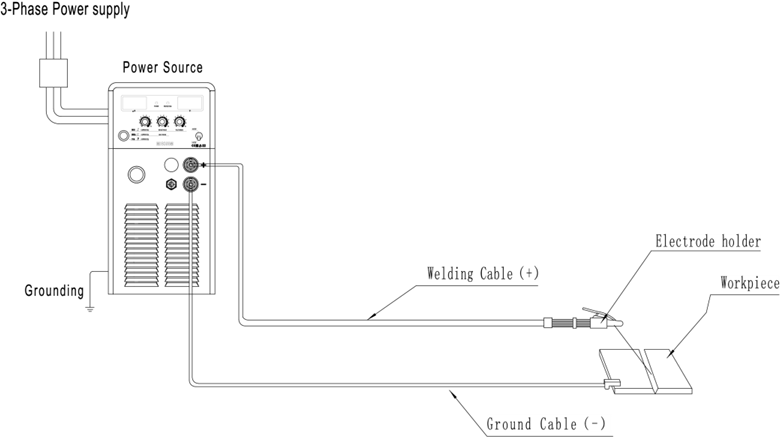 3-Phase Power supply
Power Source
+
−
Electrode holder
Welding Cable (+)
Workpiece
Grounding
Ground Cable (−)